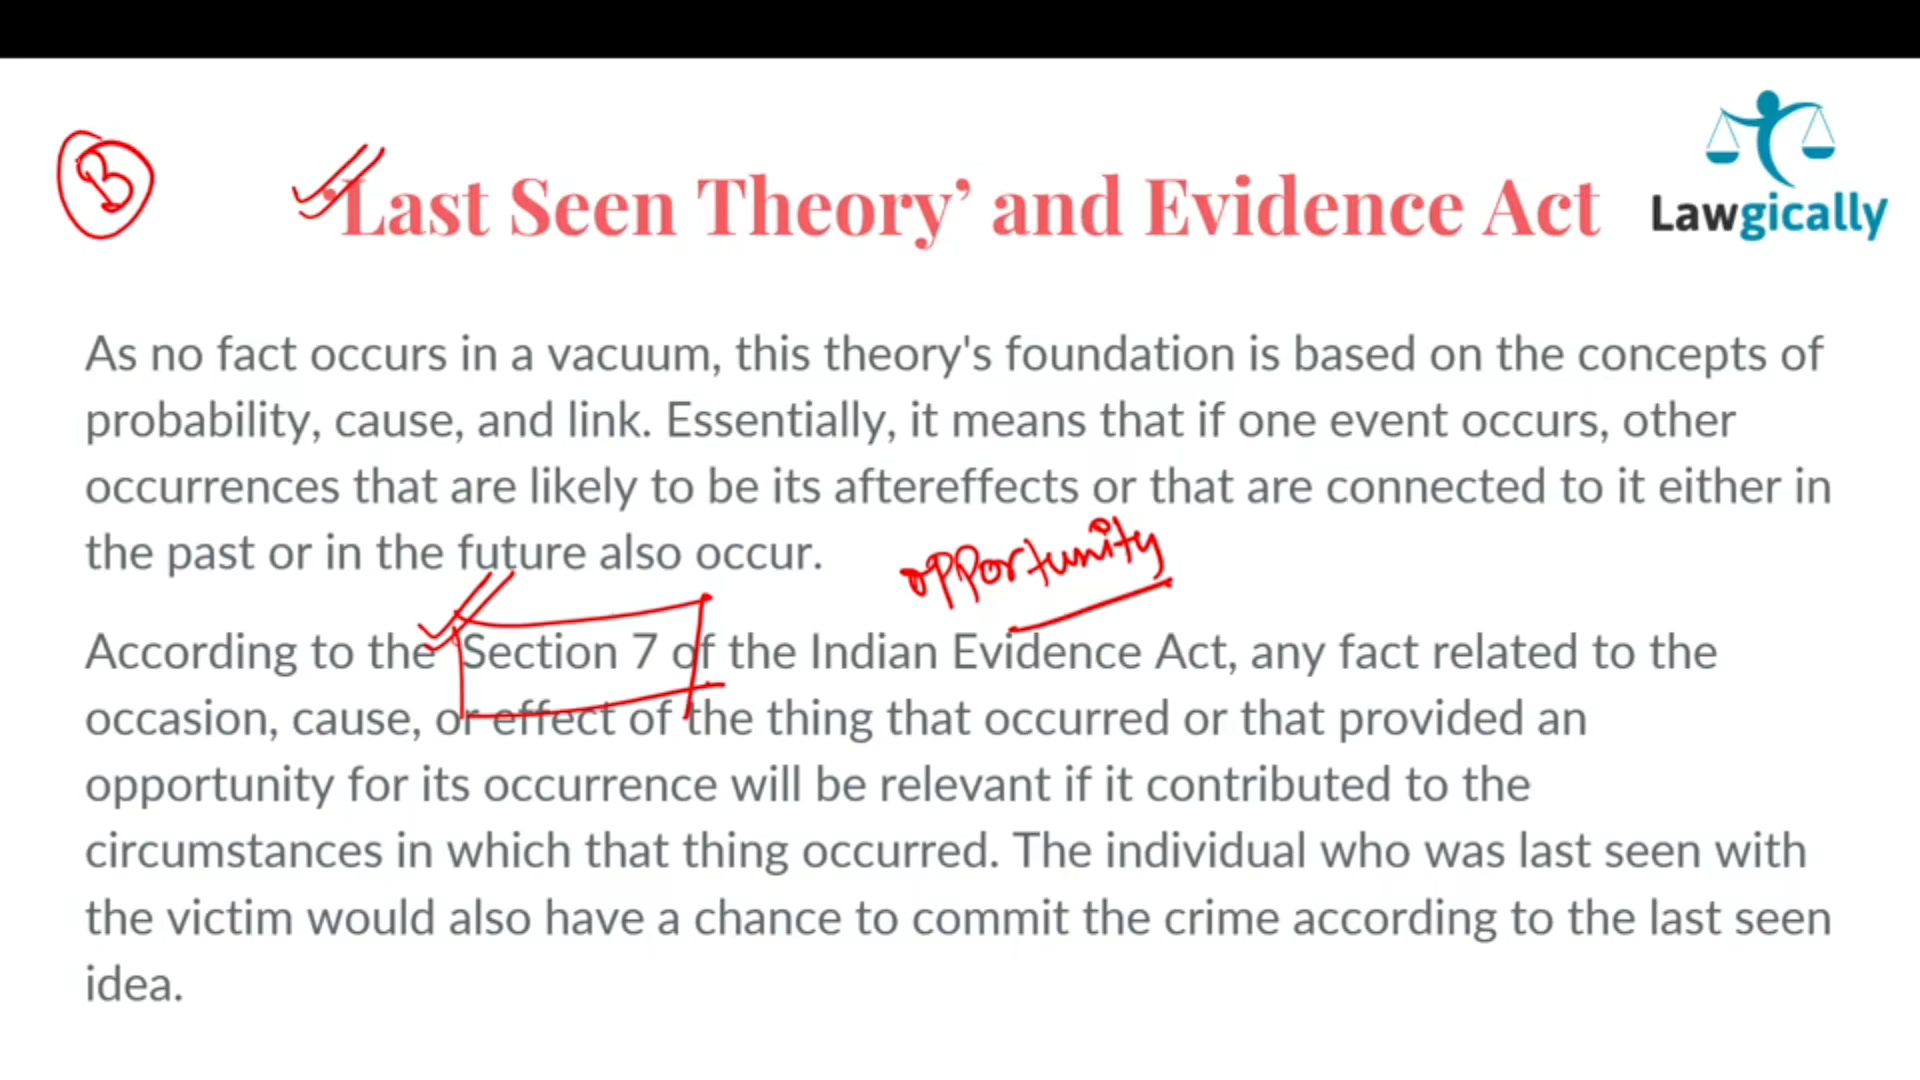 B
‘Last Seen Theory’ and Evidence Act
Lawgically
As no fact occurs in a vacuum, this theory's foundation is based on the concepts of
probability, cause, and link. Essentially, it means that if one event occurs, other
occurrences that are likely to be its aftereffects or that are connected to it either in
the past or in the future also occur.
opportunity
According to the Section 7 of the Indian Evidence Act, any fact related to the
occasion, cause, or effect of the thing that occurred or that provided an
opportunity for its occurrence will be relevant if it contributed to the
circumstances in which that thing occurred. The individual who was last seen with
the victim would also have a chance to commit the crime according to the last seen
idea.